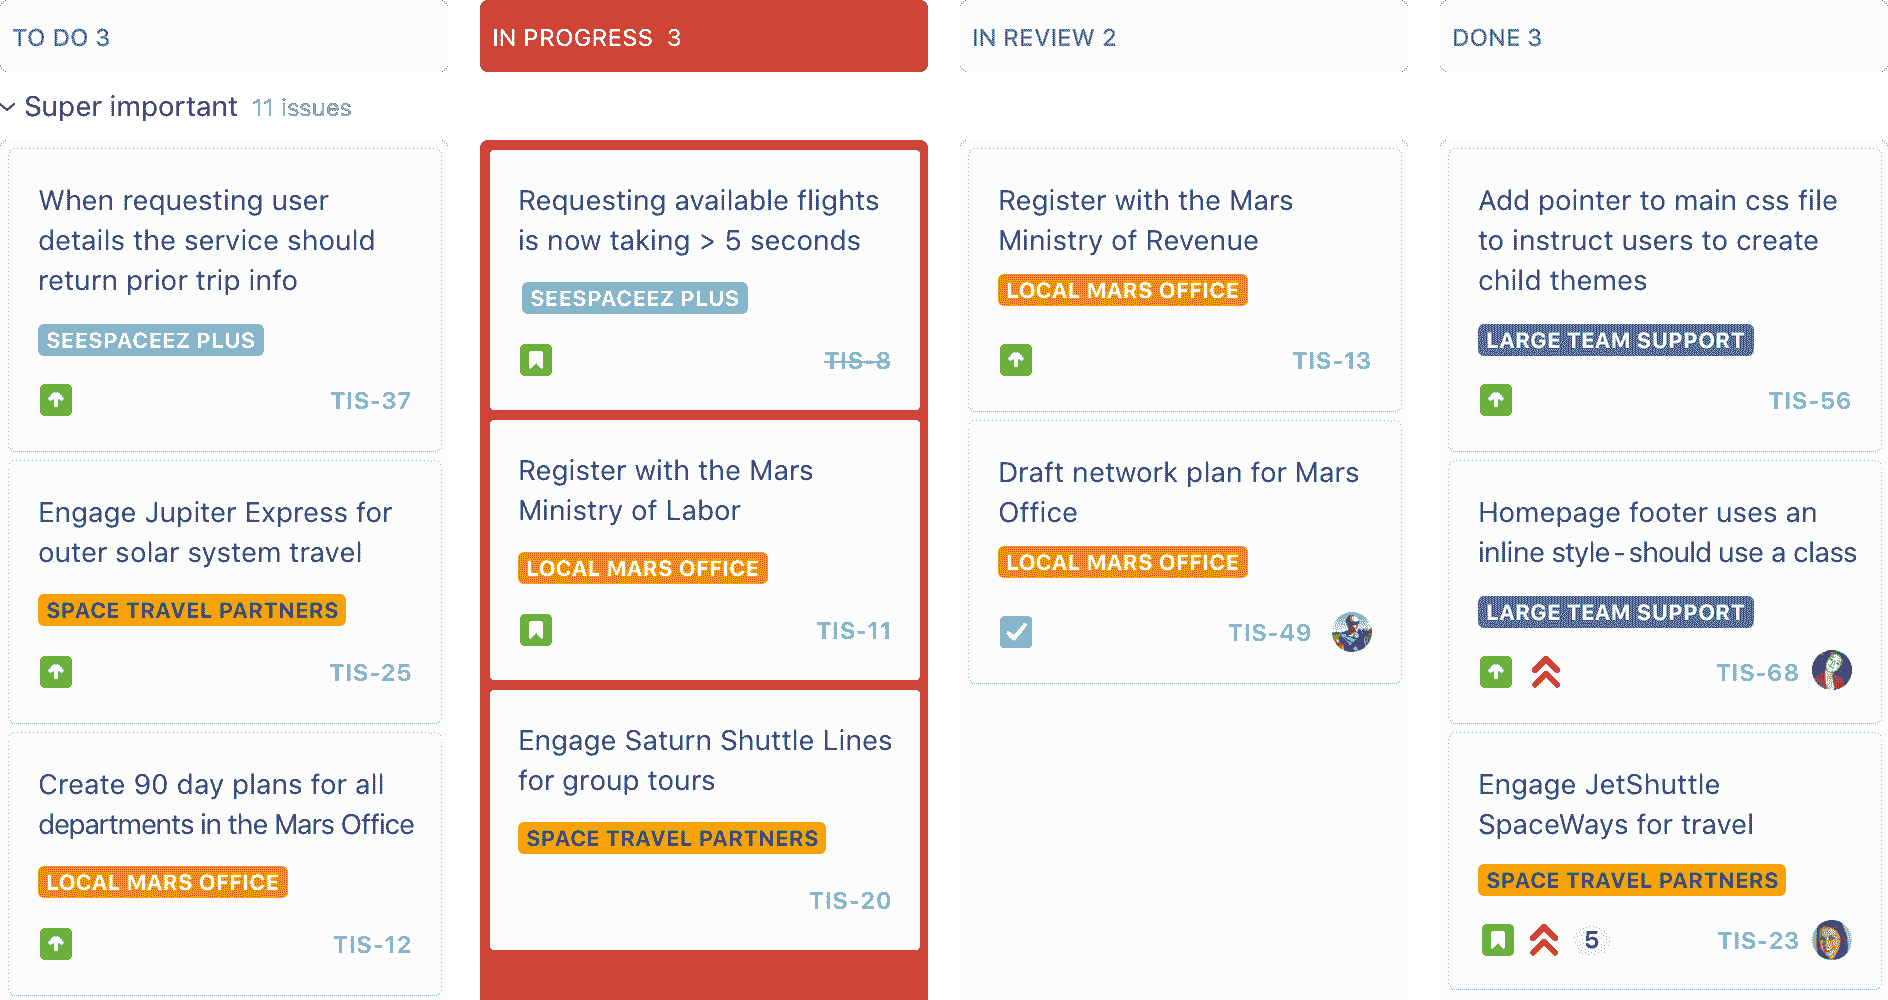 TO DO 3
IN PROGRESS 3
IN REVIEW 2
DONE 3
Super important 11 issues
When requesting user
details the service should
return prior trip info
SEESPACEEZ PLUS
TIS-37
Engage Jupiter Express for
outer solar system travel
SPACE TRAVEL PARTNERS
TIS-25
Create 90 day plans for all
departments in the Mars Office
LOCAL MARS OFFICE
TIS-12
Requesting available flights
is now taking > 5 seconds
SEESPACEEZ PLUS
TIS-8
Register with the Mars
Ministry of Labor
LOCAL MARS OFFICE
TIS-11
Engage Saturn Shuttle Lines
for group tours
SPACE TRAVEL PARTNERS
TIS-20
Register with the Mars
Ministry of Revenue
LOCAL MARS OFFICE
TIS-13
Draft network plan for Mars
Office
LOCAL MARS OFFICE
TIS-49
Add pointer to main css file
to instruct users to create
child themes
LARGE TEAM SUPPORT
TIS-56
Homepage footer uses an
inline style-should use a class
LARGE TEAM SUPPORT
TIS-68
Engage JetShuttle
SpaceWays for travel
SPACE TRAVEL PARTNERS
5 TIS-23